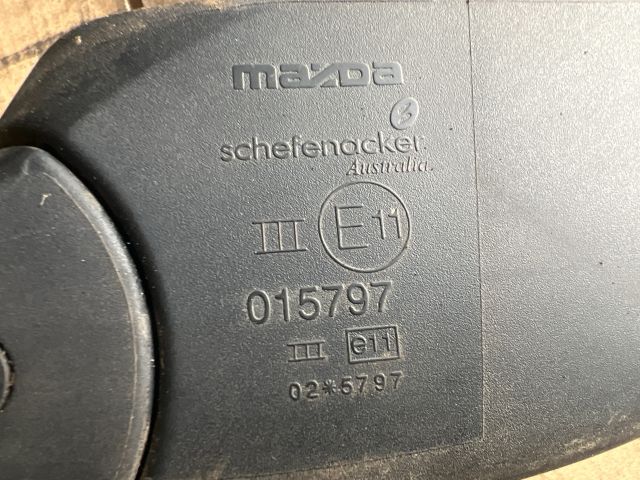 mazda
B
schefenacker
Australia.
III E11
015797
III e11
02*5797